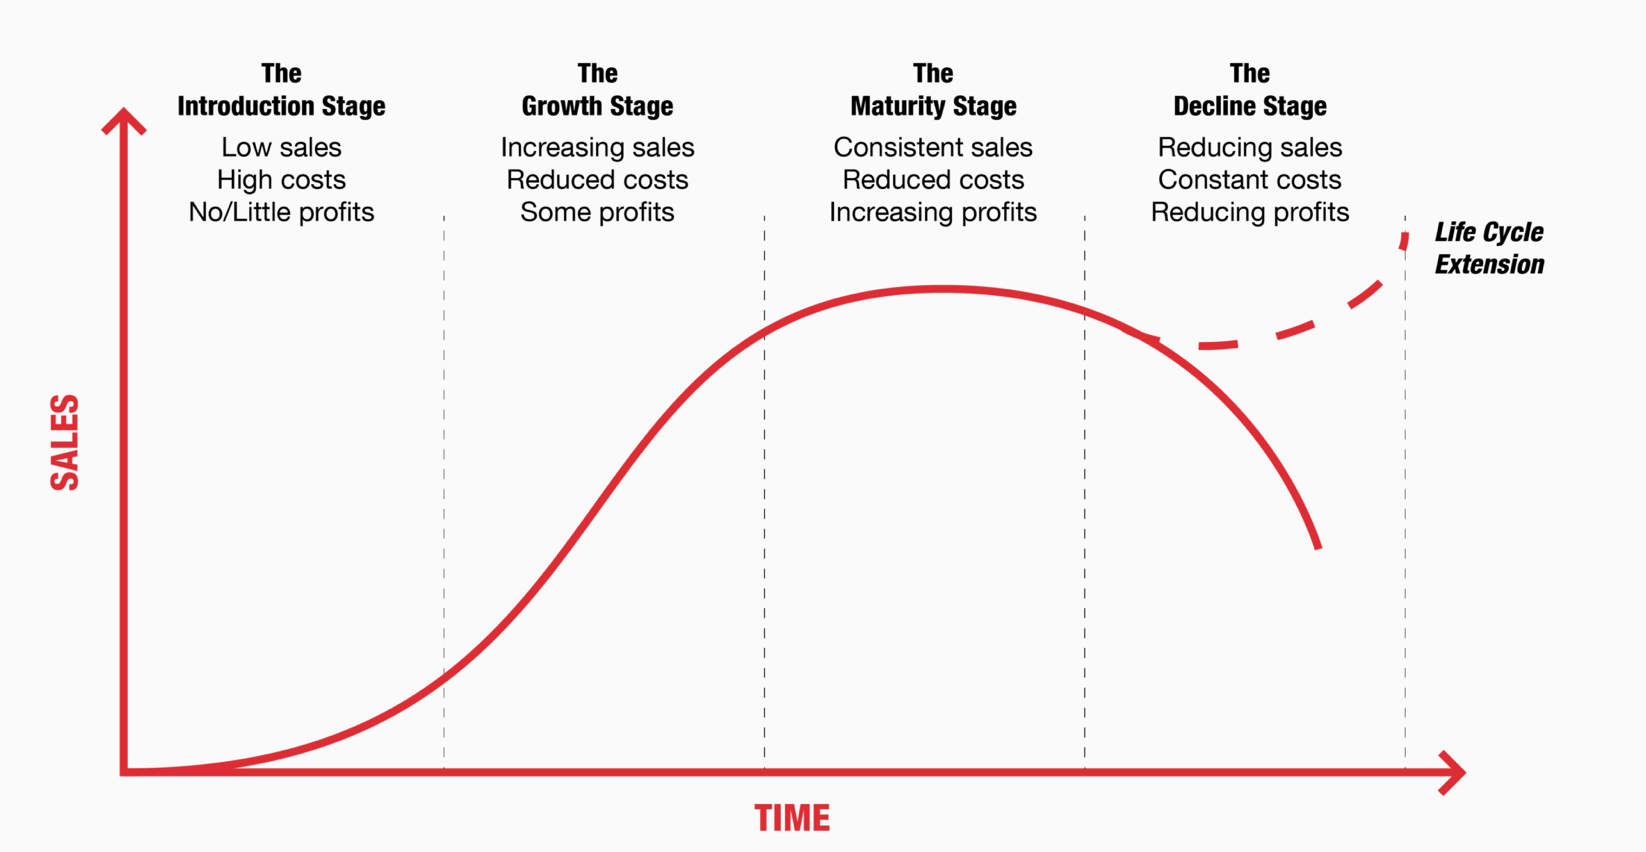 The
Introduction Stage
Low sales
High costs
No/Little profits
The
Growth Stage
Increasing sales
Reduced costs
Some profits
The
Maturity Stage
Consistent sales
Reduced costs
Increasing profits
The
Decline Stage
Reducing sales
Constant costs
Reducing profits
Life Cycle
Extension
SALES
TIME